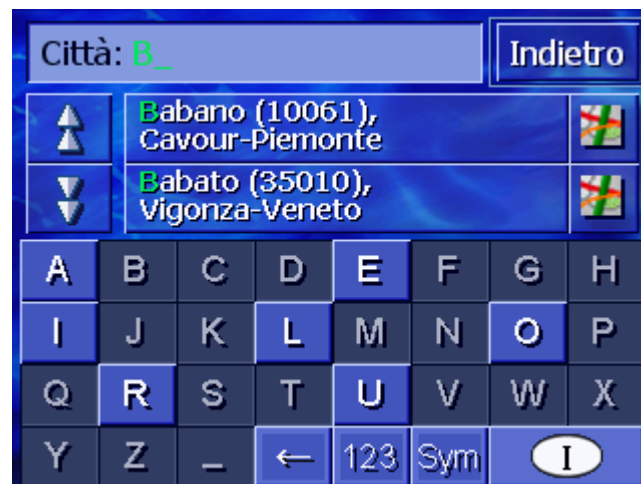 Città: B_
Indietro
Babano (10061),
Cavour-Piemonte
Babato (35010),
Vigonza-Veneto
A B C D E F G H
I J K L M N O P
Q R S T U V W X
Y Z _ ← 123 Sym I